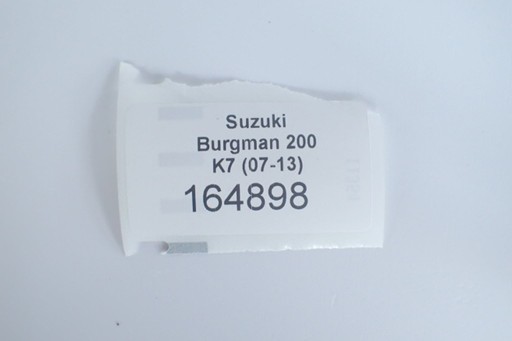 Suzuki
Burgman 200
K7 (07-13)
164898